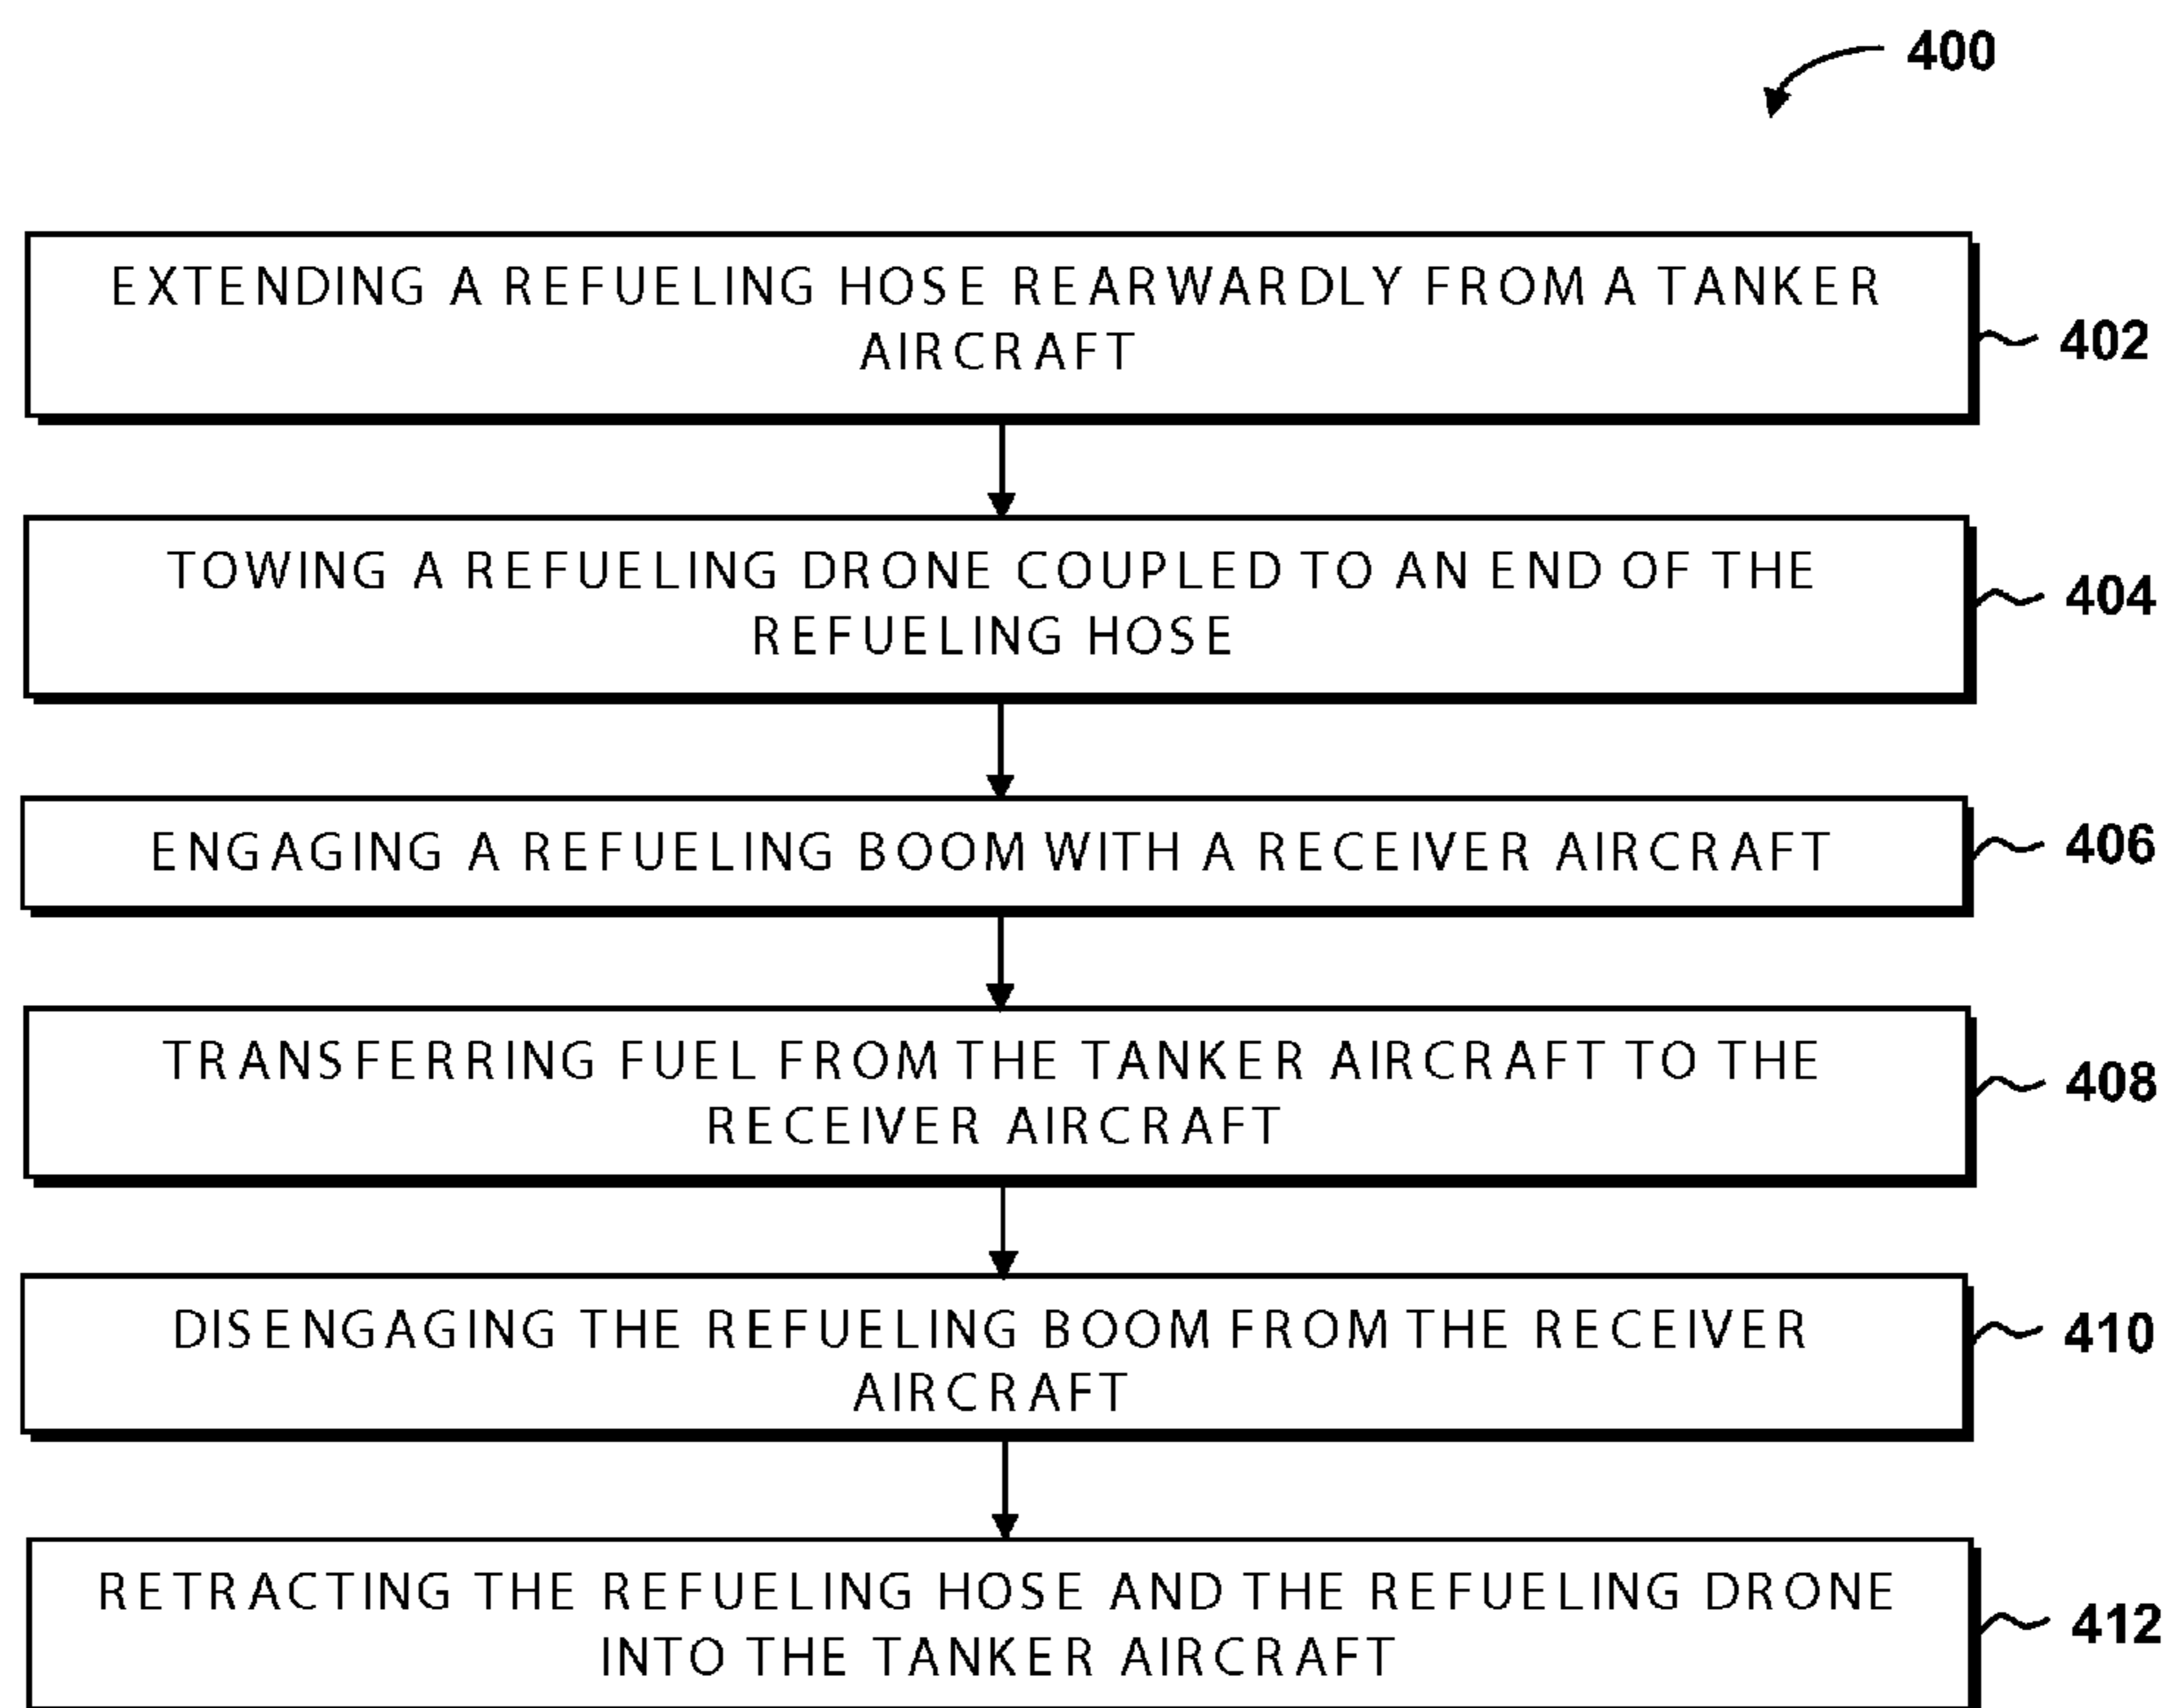 400
EXTENDING A REFUELING HOSE REARWARDLY FROM A TANKER
AIRCRAFT
402
TOWING A REFUELING DRONE COUPLED TO AN END OF THE
REFUELING HOSE
404
ENGAGING A REFUELING BOOM WITH A RECEIVER AIRCRAFT
406
TRANSFERRING FUEL FROM THE TANKER AIRCRAFT TO THE
RECEIVER AIRCRAFT
408
DISENGAGING THE REFUELING BOOM FROM THE RECEIVER
AIRCRAFT
410
RETRACTING THE REFUELING HOSE AND THE REFUELING DRONE
INTO THE TANKER AIRCRAFT
412